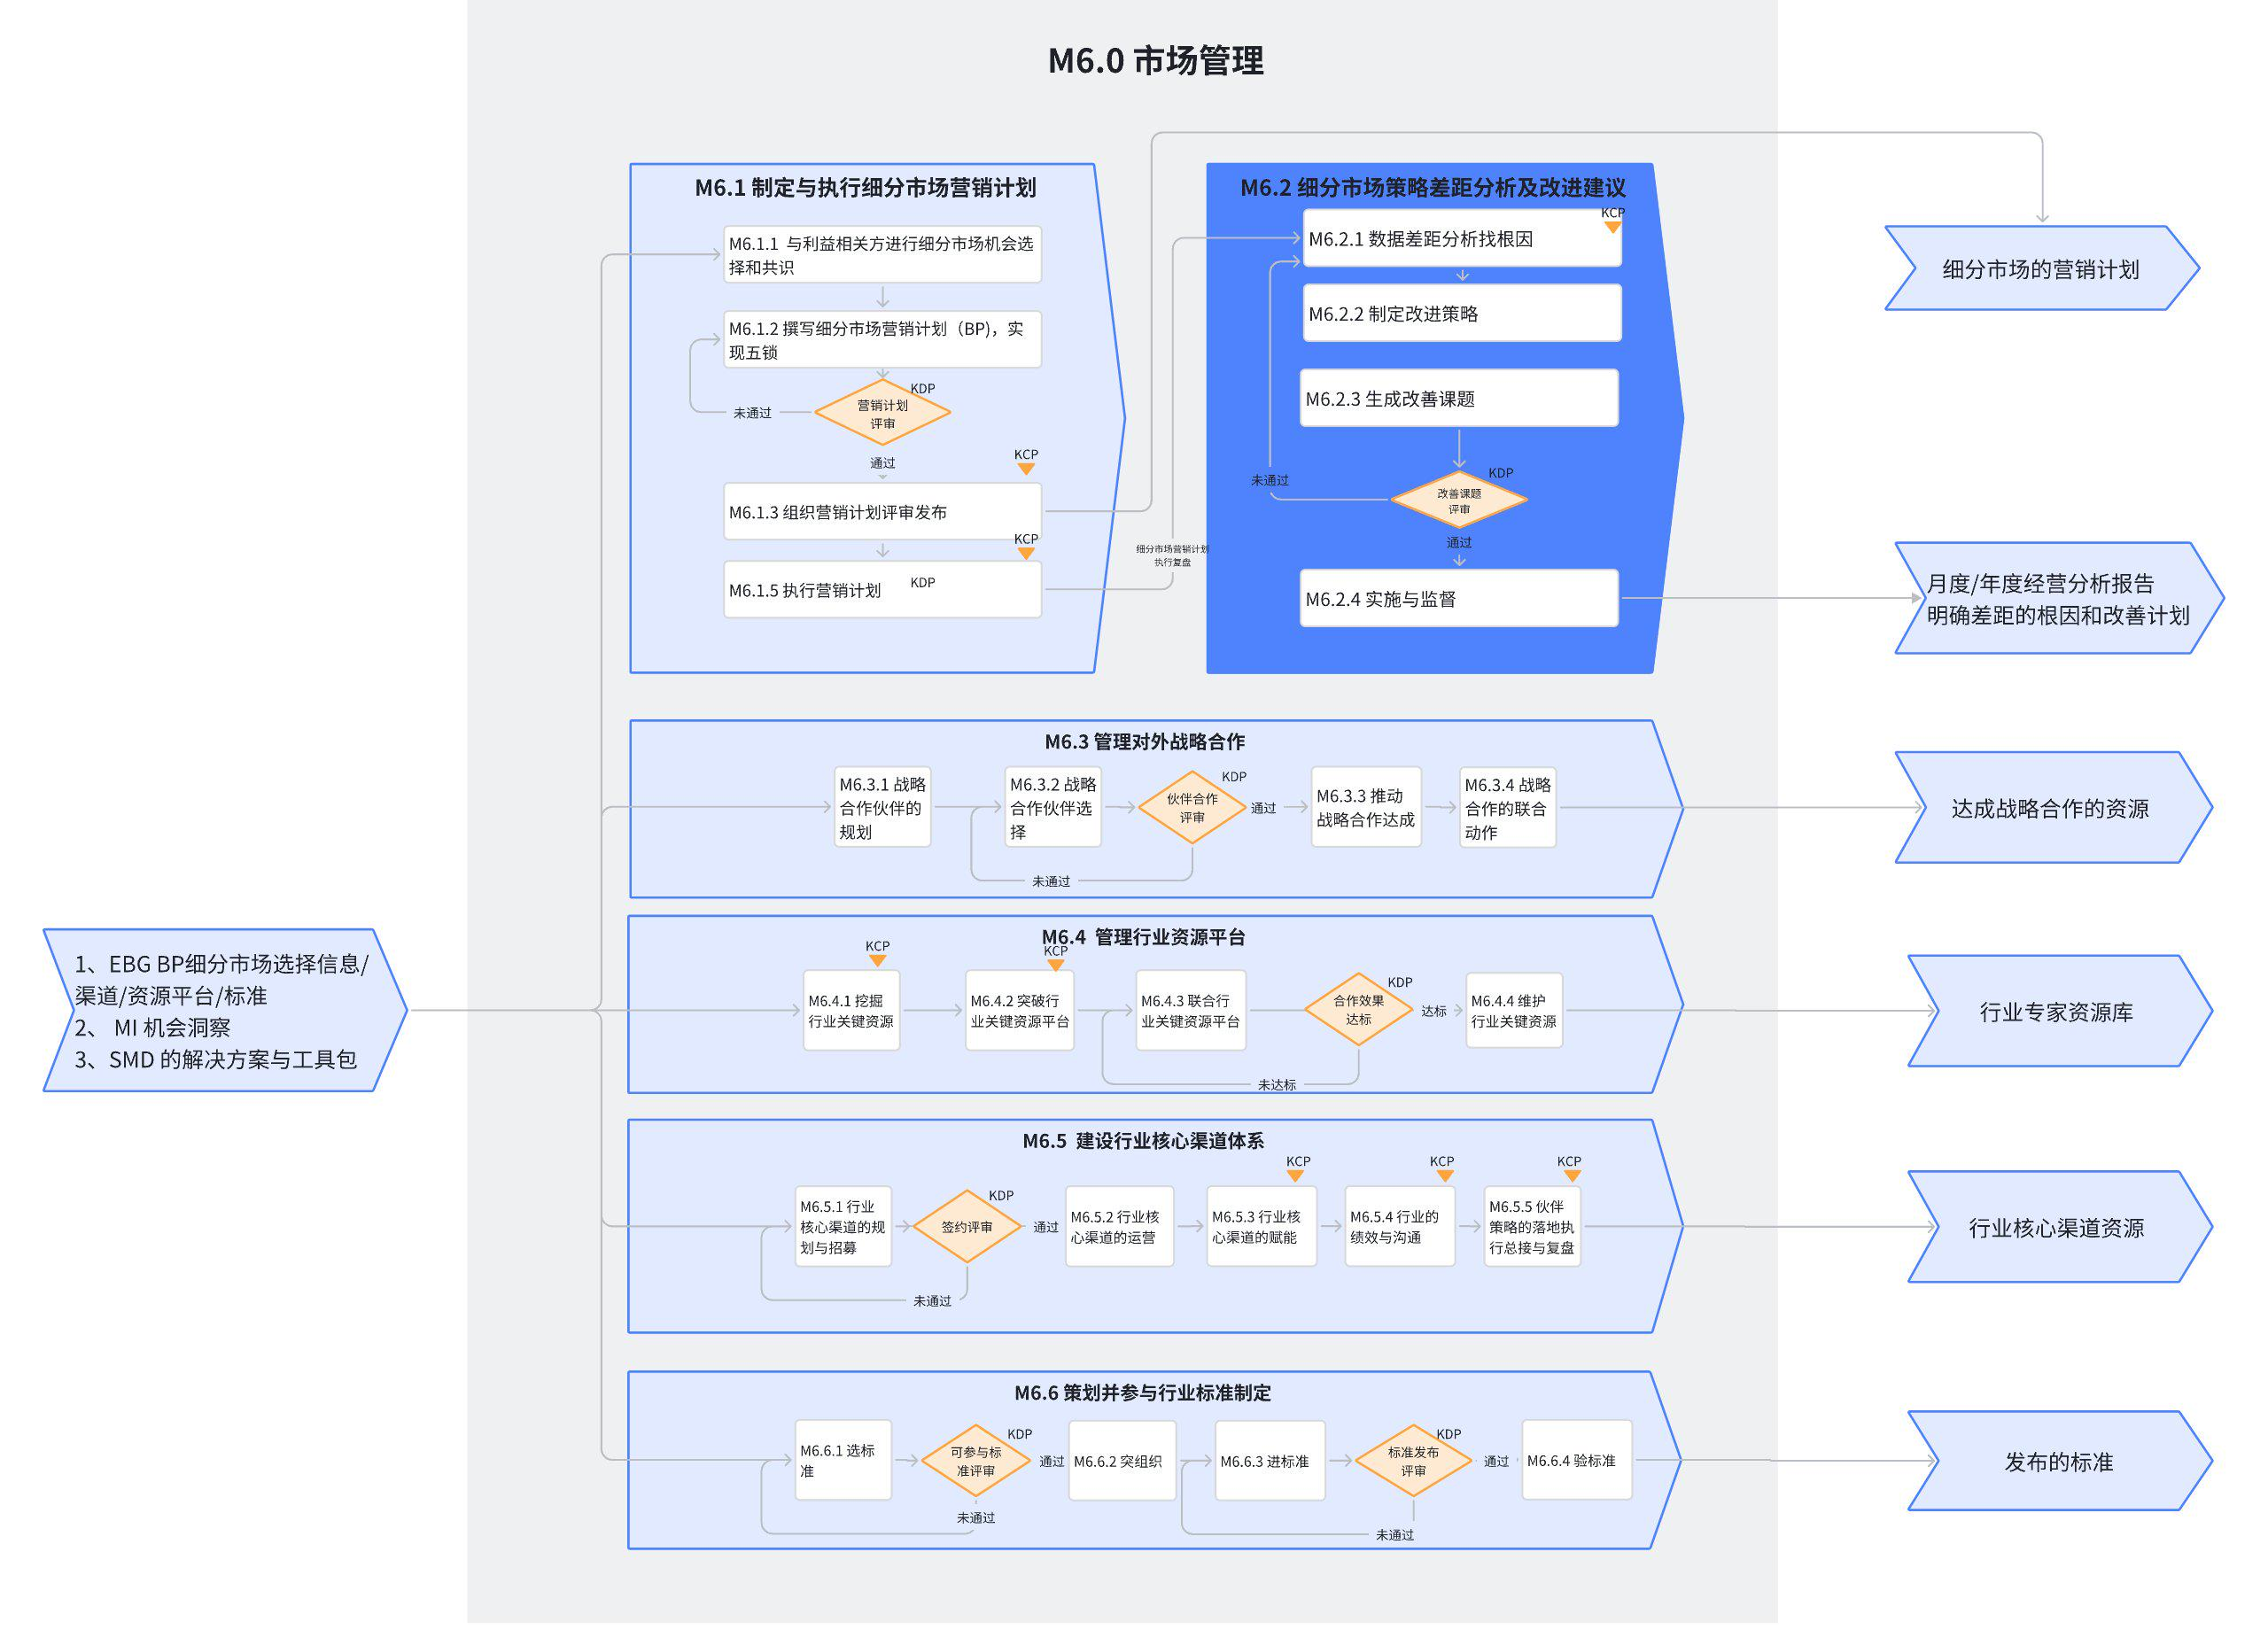 M6.0 市场管理
M6.1 制定与执行细分市场营销计划
M6.1.1 与利益相关方进行细分市场机会选
择和共识
M6.1.2 撰写细分市场营销计划（BP)，实
现五锁
KDP
营销计划
评审
未通过
通过
KCP
M6.1.3 组织营销计划评审发布
KCP
M6.1.5 执行营销计划
KDP
细分市场营销计划
执行复盘
M6.2 细分市场策略差距分析及改进建议
KCP
M6.2.1 数据差距分析找根因
M6.2.2 制定改进策略
M6.2.3 生成改善课题
KDP
改善课题
评审
未通过
通过
M6.2.4 实施与监督
细分市场的营销计划
月度/年度经营分析报告
明确差距的根因和改善计划
M6.3 管理对外战略合作
M6.3.1 战略
合作伙伴的
规划
M6.3.2 战略
合作伙伴选
择
KDP
伙伴合作
评审
通过
未通过
M6.3.3 推动
战略合作达成
M6.3.4 战略
合作的联合
动作
达成战略合作的资源
1、EBG BP细分市场选择信息/
渠道/资源平台/标准
2、 MI 机会洞察
3、SMD 的解决方案与工具包
M6.4 管理行业资源平台
KCP
M6.4.1 挖掘
行业关键资源
KCP
M6.4.2 突破行
业关键资源平台
M6.4.3 联合行
业关键资源平台
KDP
合作效果
达标
达标
未达标
M6.4.4 维护
行业关键资源
行业专家资源库
M6.5 建设行业核心渠道体系
M6.5.1 行业
核心渠道的规
划与招募
KDP
签约评审
通过
未通过
M6.5.2 行业核
心渠道的运营
KCP
M6.5.3 行业核
心渠道的赋能
KCP
M6.5.4 行业的
绩效与沟通
KCP
M6.5.5 伙伴
策略的落地执
行总接与复盘
行业核心渠道资源
M6.6 策划并参与行业标准制定
M6.6.1 选标
准
KDP
可参与标
准评审
通过
未通过
M6.6.2 突组织
M6.6.3 进标准
KDP
标准发布
评审
通过
未通过
M6.6.4 验标准
发布的标准